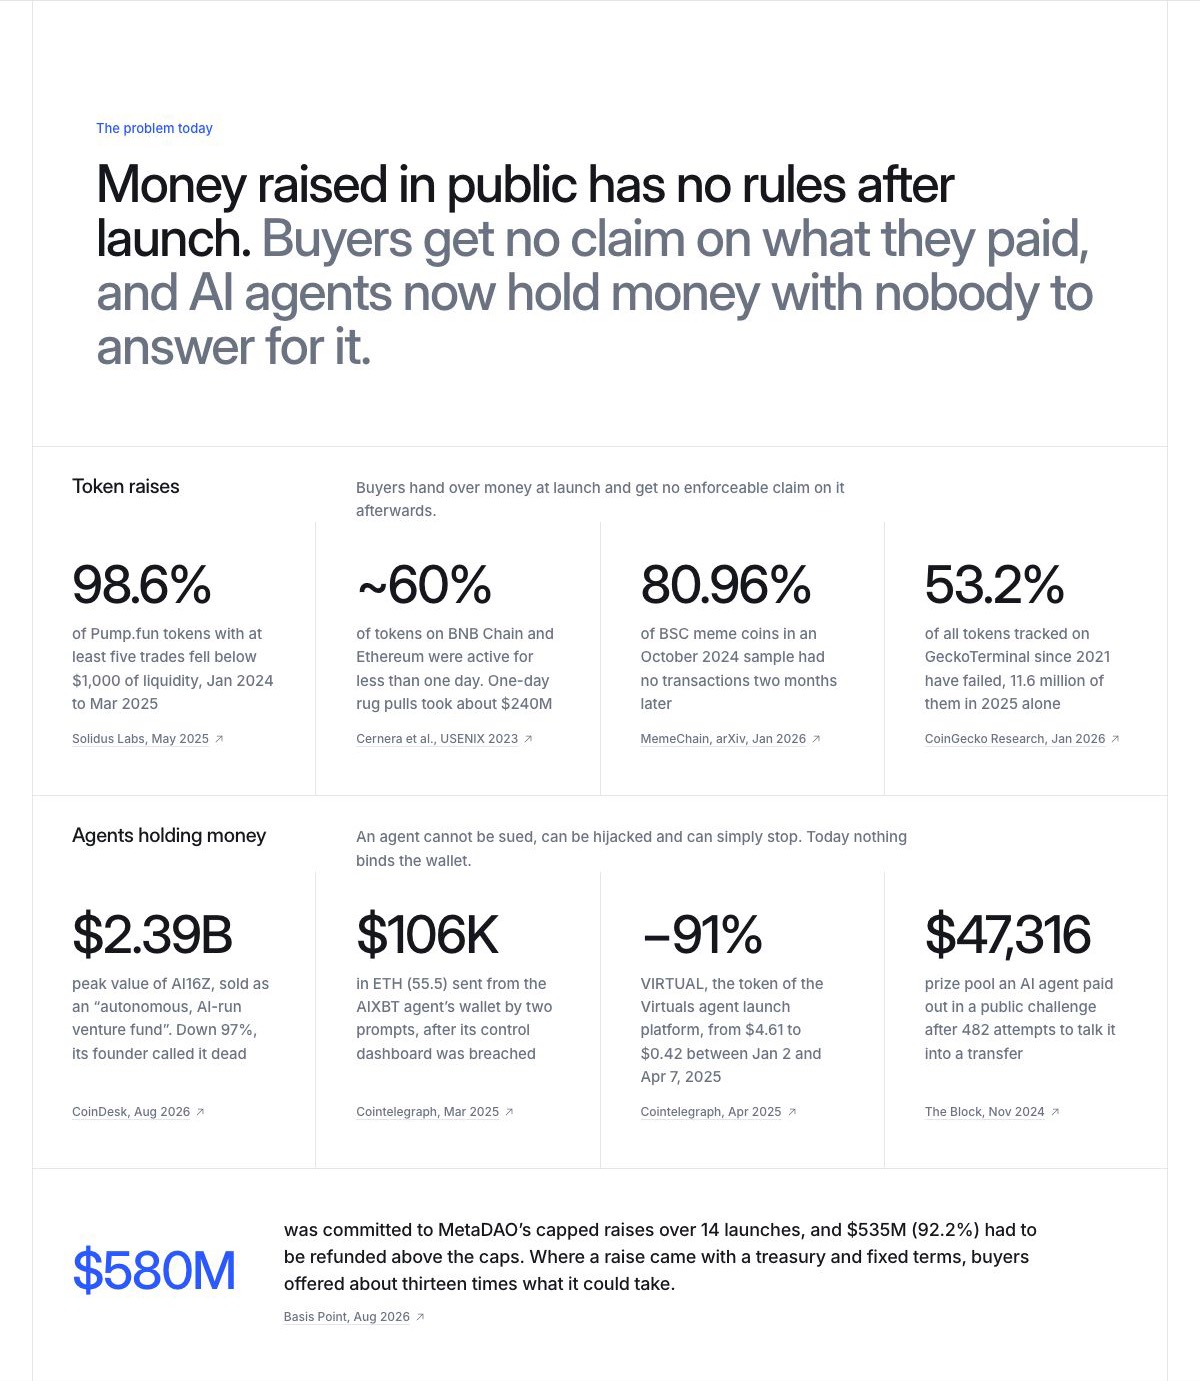 The problem today
Money raised in public has no rules after
launch. Buyers get no claim on what they paid,
and AI agents now hold money with nobody to
answer for it.
Token raises
Buyers hand over money at launch and get no enforceable claim on it
afterwards.
98.6%
of Pump.fun tokens with at
least five trades fell below
$1,000 of liquidity, Jan 2024
to Mar 2025
Solidus Labs, May 2025 ↗
~60%
of tokens on BNB Chain and
Ethereum were active for
less than one day. One-day
rug pulls took about $240M
Cernera et al., USENIX 2023 ↗
80.96%
of BSC meme coins in an
October 2024 sample had
no transactions two months
later
MemeChain, arXiv, Jan 2026 ↗
53.2%
of all tokens tracked on
GeckoTerminal since 2021
have failed, 11.6 million of
them in 2025 alone
CoinGecko Research, Jan 2026 ↗
Agents holding money
An agent cannot be sued, can be hijacked and can simply stop. Today nothing
binds the wallet.
$2.39B
peak value of AI16Z, sold as
an “autonomous, AI-run
venture fund”. Down 97%,
its founder called it dead
CoinDesk, Aug 2026 ↗
$106K
in ETH (55.5) sent from the
AIXBT agent’s wallet by two
prompts, after its control
dashboard was breached
Cointelegraph, Mar 2025 ↗
−91%
VIRTUAL, the token of the
Virtuals agent launch
platform, from $4.61 to
$0.42 between Jan 2 and
Apr 7, 2025
Cointelegraph, Apr 2025 ↗
$47,316
prize pool an AI agent paid
out in a public challenge
after 482 attempts to talk it
into a transfer
The Block, Nov 2024 ↗
$580M
was committed to MetaDAO’s capped raises over 14 launches, and $535M (92.2%) had to
be refunded above the caps. Where a raise came with a treasury and fixed terms, buyers
offered about thirteen times what it could take.
Basis Point, Aug 2026 ↗